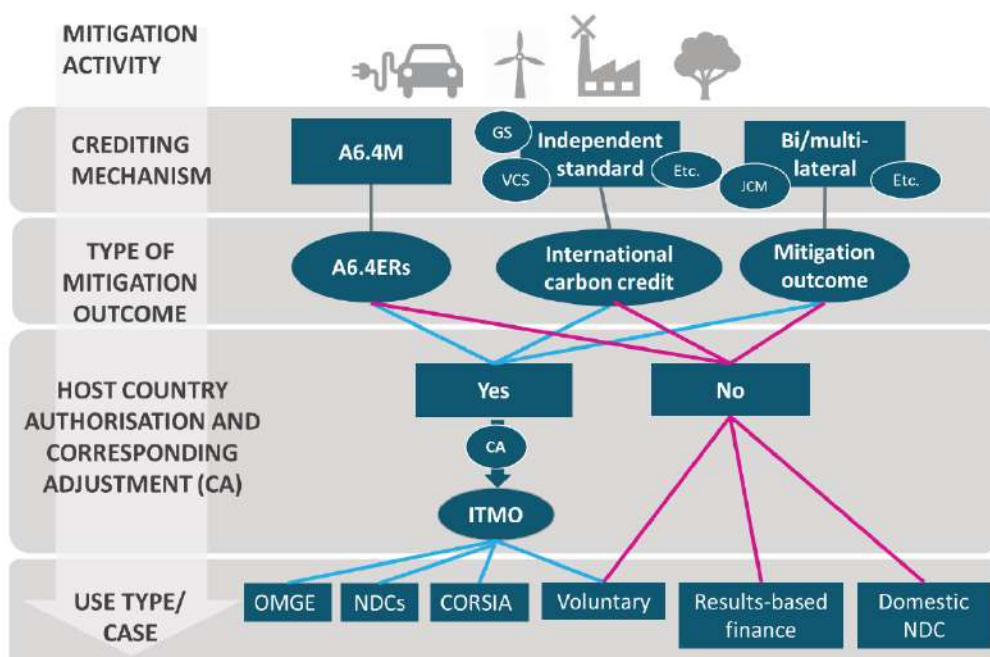 MITIGATION
ACTIVITY
CREDITING
MECHANISM
A6.4M
GS
VCS
Independent
standard
Etc.
JCM
Bi/multi-
lateral
Etc.
TYPE OF
MITIGATION
OUTCOME
A6.4ERs
International
carbon credit
Mitigation
outcome
HOST COUNTRY
AUTHORISATION AND
CORRESPONDING
ADJUSTMENT (CA)
Yes
No
CA
ITMO
USE TYPE/
CASE
OMGE
NDCs
CORSIA
Voluntary
Results-based
finance
Domestic
NDC